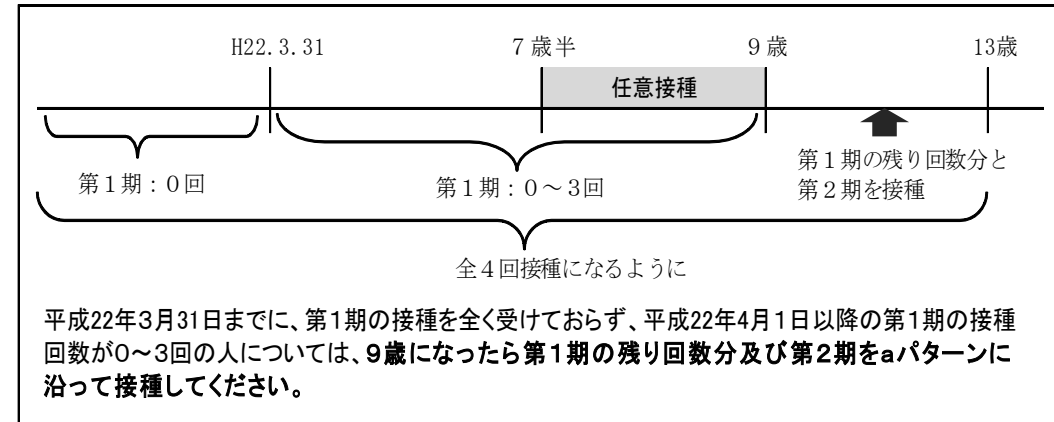 H22.3.31 ７歳半 ９歳 13歳
任意接種
第１期：０回
第１期：０～３回
第１期の残り回数分と
第２期を接種
全４回接種になるように
平成22年3月31日までに、第1期の接種を全く受けておらず、平成22年4月1日以降の第1期の接種
回数が0～3回の人については、９歳になったら第１期の残り回数分及び第２期をａパターンに
沿って接種してください。